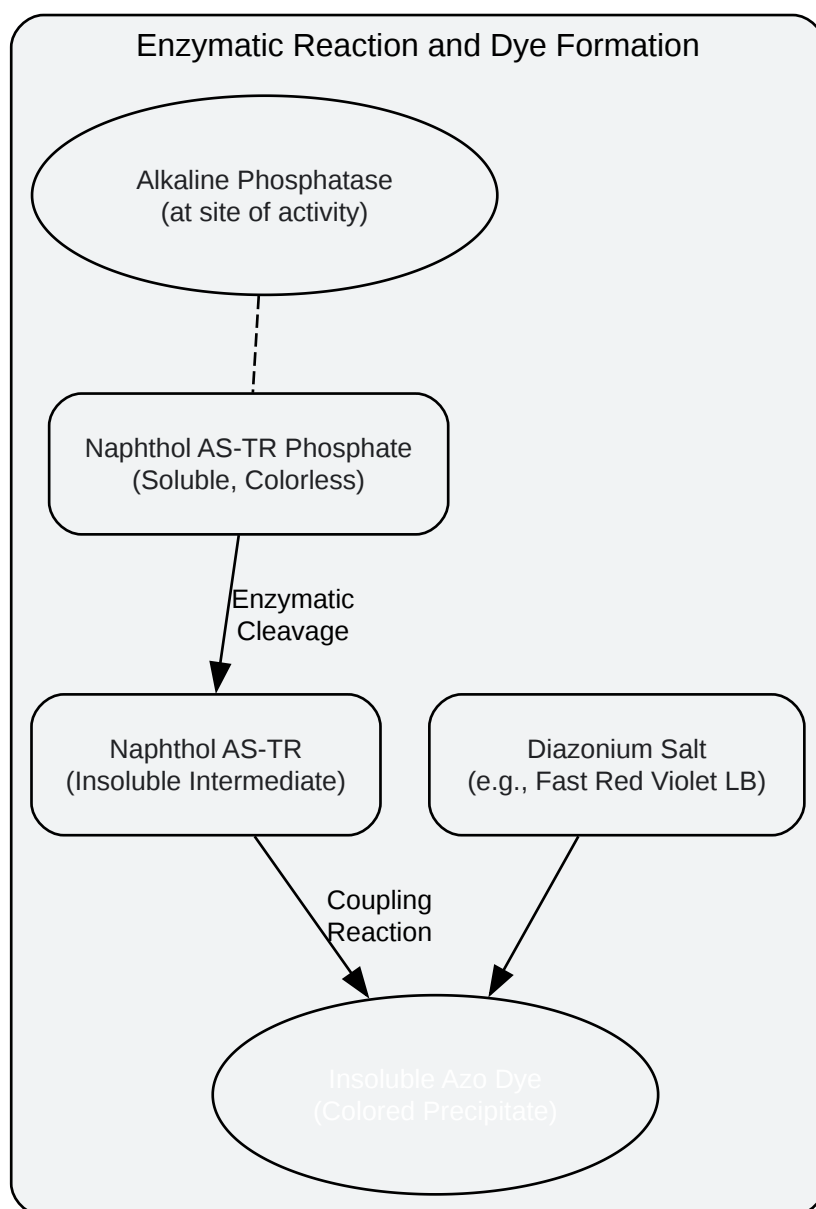 Enzymatic Reaction and Dye Formation
Alkaline Phosphatase
(at site of activity)
Naphthol AS-TR Phosphate
(Soluble, Colorless)
Enzymatic
Cleavage
Naphthol AS-TR
(Insoluble Intermediate)
Diazonium Salt
(e.g., Fast Red Violet LB)
Coupling
Reaction
Insoluble Azo Dye
(Colored Precipitate)